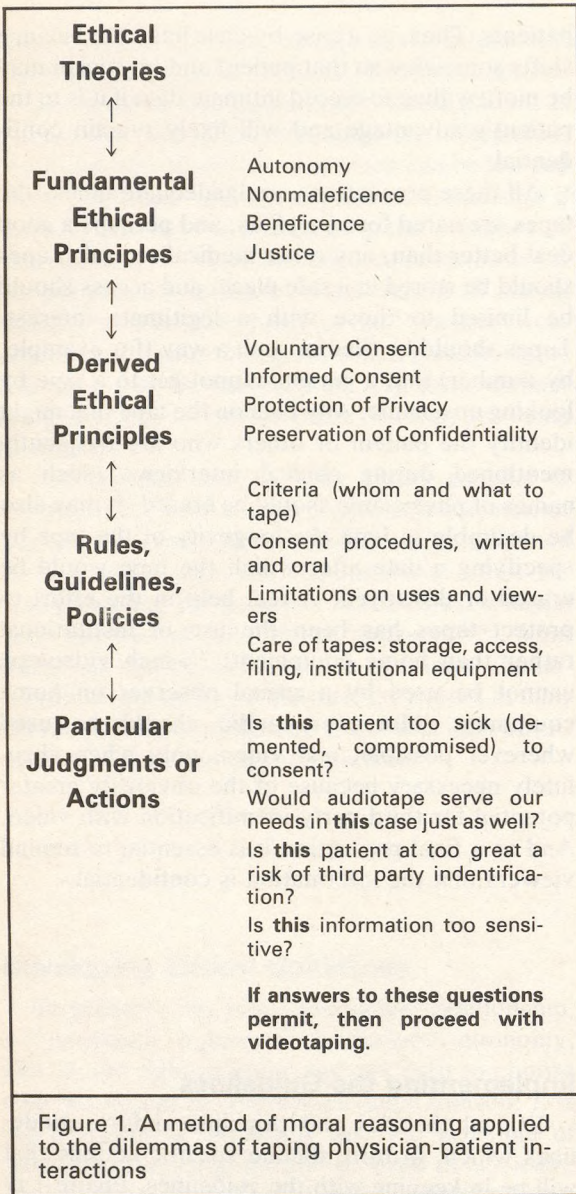 Ethical
Theories
Fundamental
Ethical
Principles
Autonomy
Nonmaleficence
Beneficence
Justice
Derived
Ethical
Principles
Voluntary Consent
Informed Consent
Protection of Privacy
Preservation of Confidentiality
Rules,
Guidelines,
Policies
Criteria (whom and what to
tape)
Consent procedures, written
and oral
Limitations on uses and view-
ers
Care of tapes: storage, access,
filing, institutional equipment
Particular
Judgments or
Actions
Is this patient too sick (de-
mented, compromised) to
consent?
Would audiotape serve our
needs in this case just as well?
Is this patient at too great a
risk of third party indentifica-
tion?
Is this information too sensi-
tive?
If answers to these questions
permit, then proceed with
videotaping.
Figure 1. A method of moral reasoning applied
to the dilemmas of taping physician-patient in-
teractions